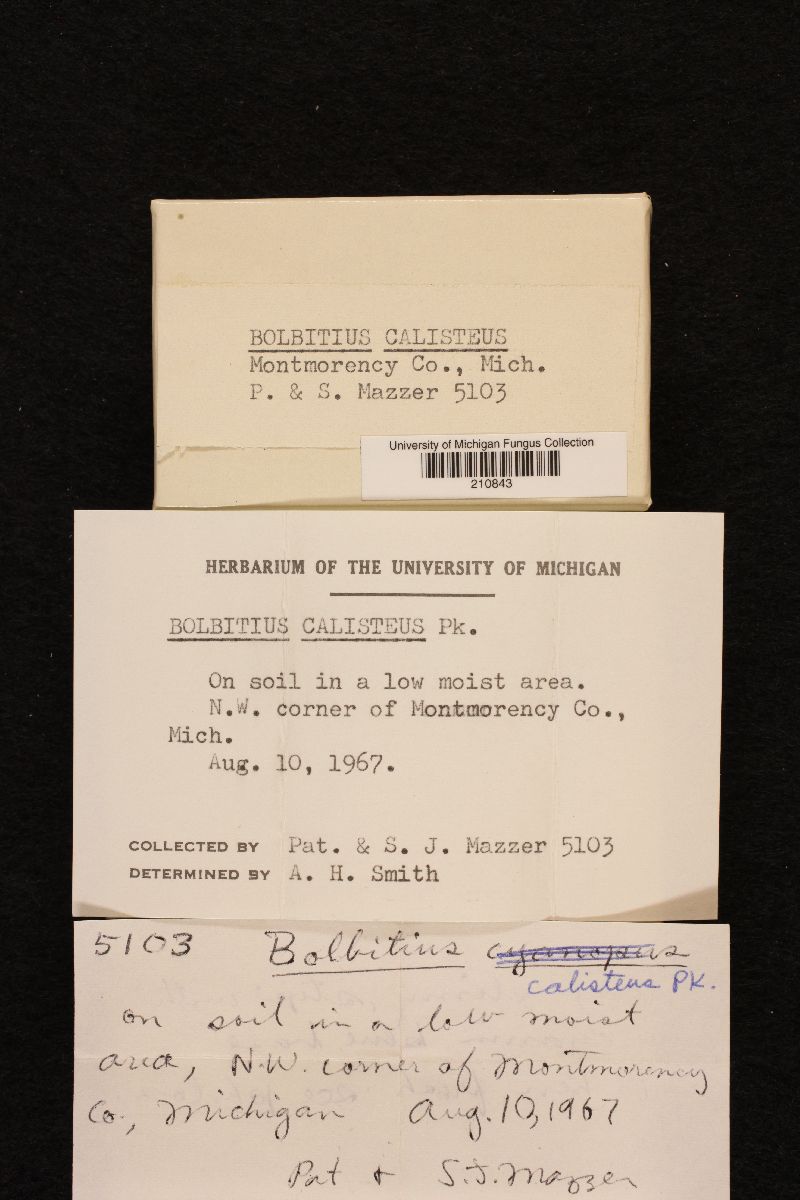 BOLBITIUS CALISTEUS
Montmorency Co., Mich.
P. & S. Mazzer 5103
University of Michigan Fungus Collection
210843
HERBARIUM OF THE UNIVERSITY OF MICHIGAN
BOLBITIUS CALISTEUS Pk.
On soil in a low moist area.
N.W. corner of Montmorency Co.,
Mich.
Aug. 10, 1967.
COLLECTED BY Pat. & S. J. Mazzer 5103
DETERMINED BY A. H. Smith
5103 Bolbitius cyanopus
calisteus PK.
on soil in a low moist
area, N.W. corner of Montmorency
Co., Michigan Aug. 10, 1967
Pat & S.J. Mazzer